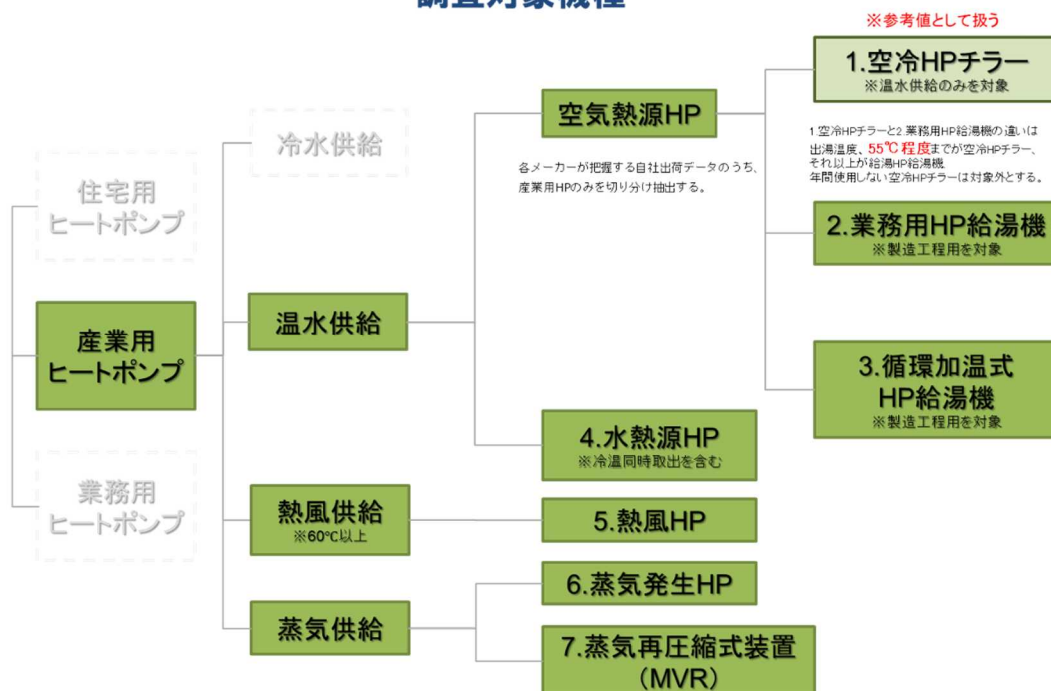 調査対象機種
※参考値として扱う
1.空冷HPチラー
※温水供給のみを対象
1.空冷HPチラーと2.業務用HP給湯機の違いは
出湯温度、55℃程度までが空冷HPチラー、
それ以上が給湯HP給湯機.
年間使用しない空冷HPチラーは対象外とする。
2.業務用HP給湯機
※製造工程用を対象
3.循環加温式
HP給湯機
※製造工程用を対象
空気熱源HP
各メーカーが把握する自社出荷データのうち、
産業用HPのみを切り分け抽出する。
4.水熱源HP
※冷温同時取出を含む
5.熱風HP
6.蒸気発生HP
7.蒸気再圧縮式装置
(MVR)
冷水供給
温水供給
熱風供給
※60℃以上
蒸気供給
住宅用
ヒートポンプ
産業用
ヒートポンプ
業務用
ヒートポンプ